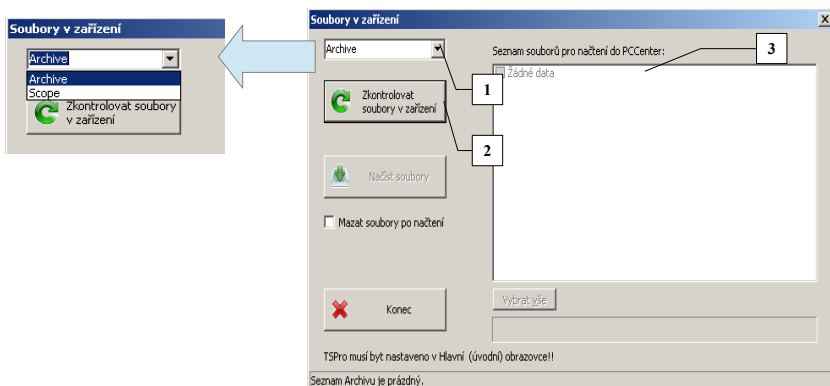 Soubory v zařízení
Archive
Archive
Scope
Zkontrolovat soubory
v zařízení
Soubory v zařízení
X
Archive
Seznam souborů pro načtení do PCCenter:
3
Žádné data
1
Zkontrolovat
soubory v zařízení
2
Načíst soubory
Mazat soubory po načtení
Konec
Vybrat vše
TSPro musí byt nastaveno v Hlavní (úvodní) obrazovce!!
Seznam Archivu je prázdný.